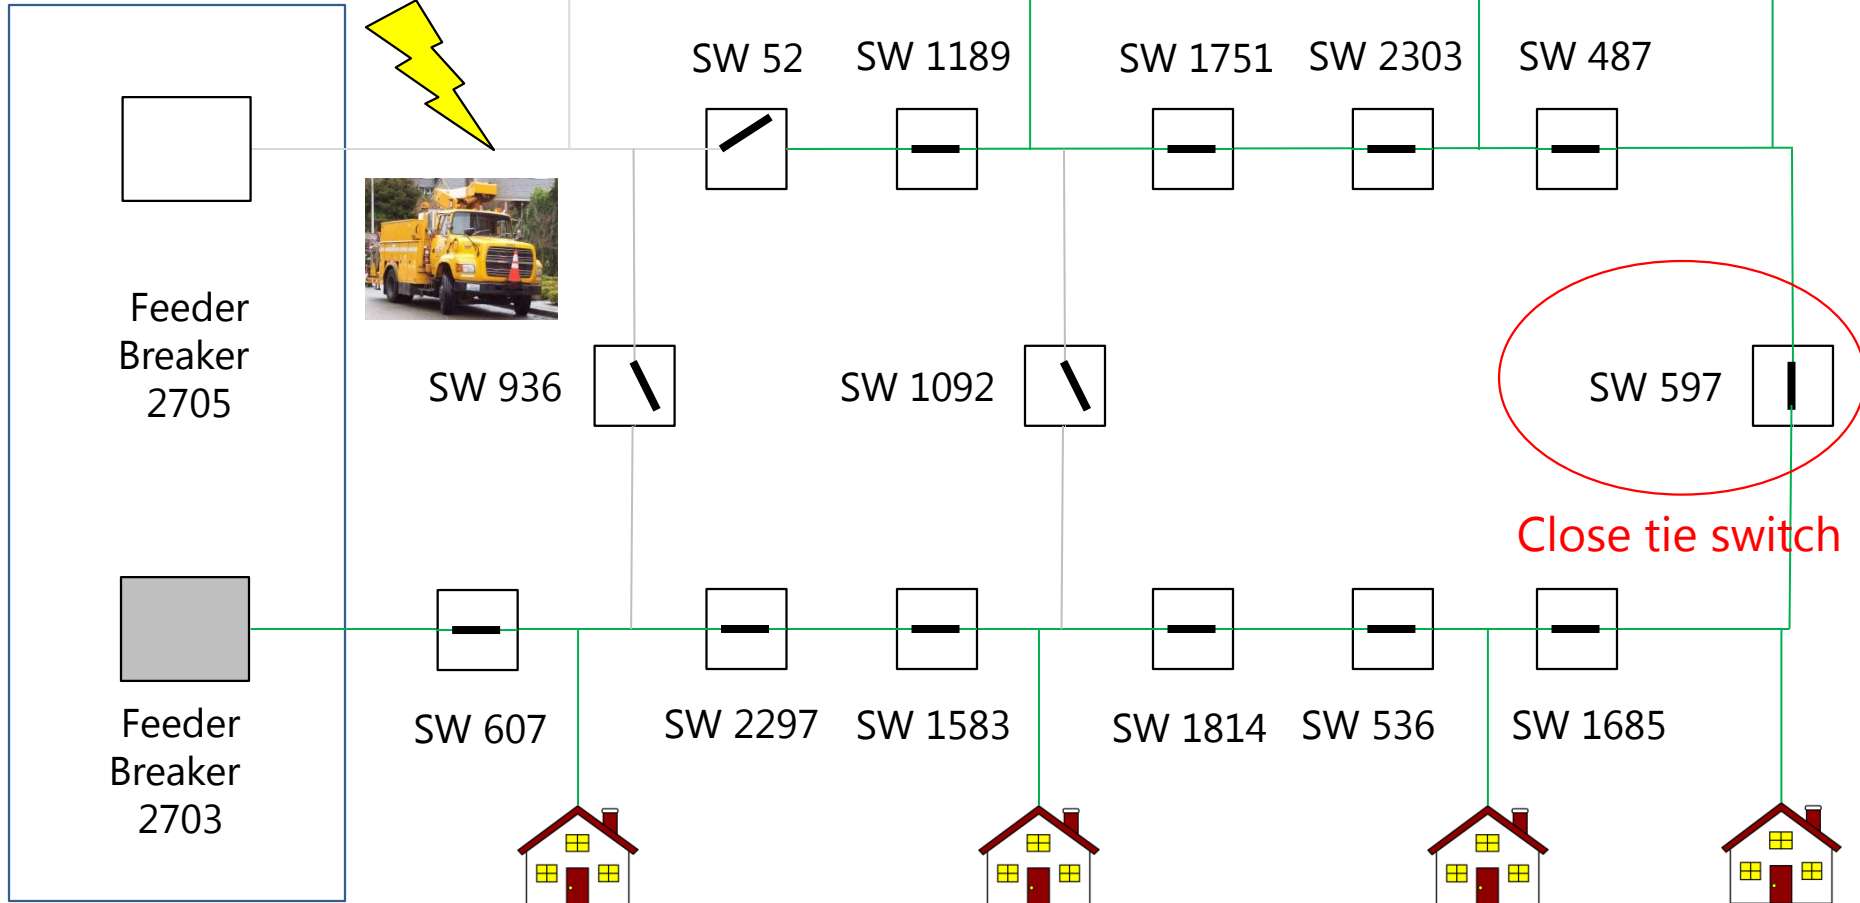 SW 52
SW 1189
SW 1751
SW 2303
SW 487
Feeder
Breaker
2705
SW 936
SW 1092
SW 597
Close tie switch
Feeder
Breaker
2703
SW 607
SW 2297
SW 1583
SW 1814
SW 536
SW 1685